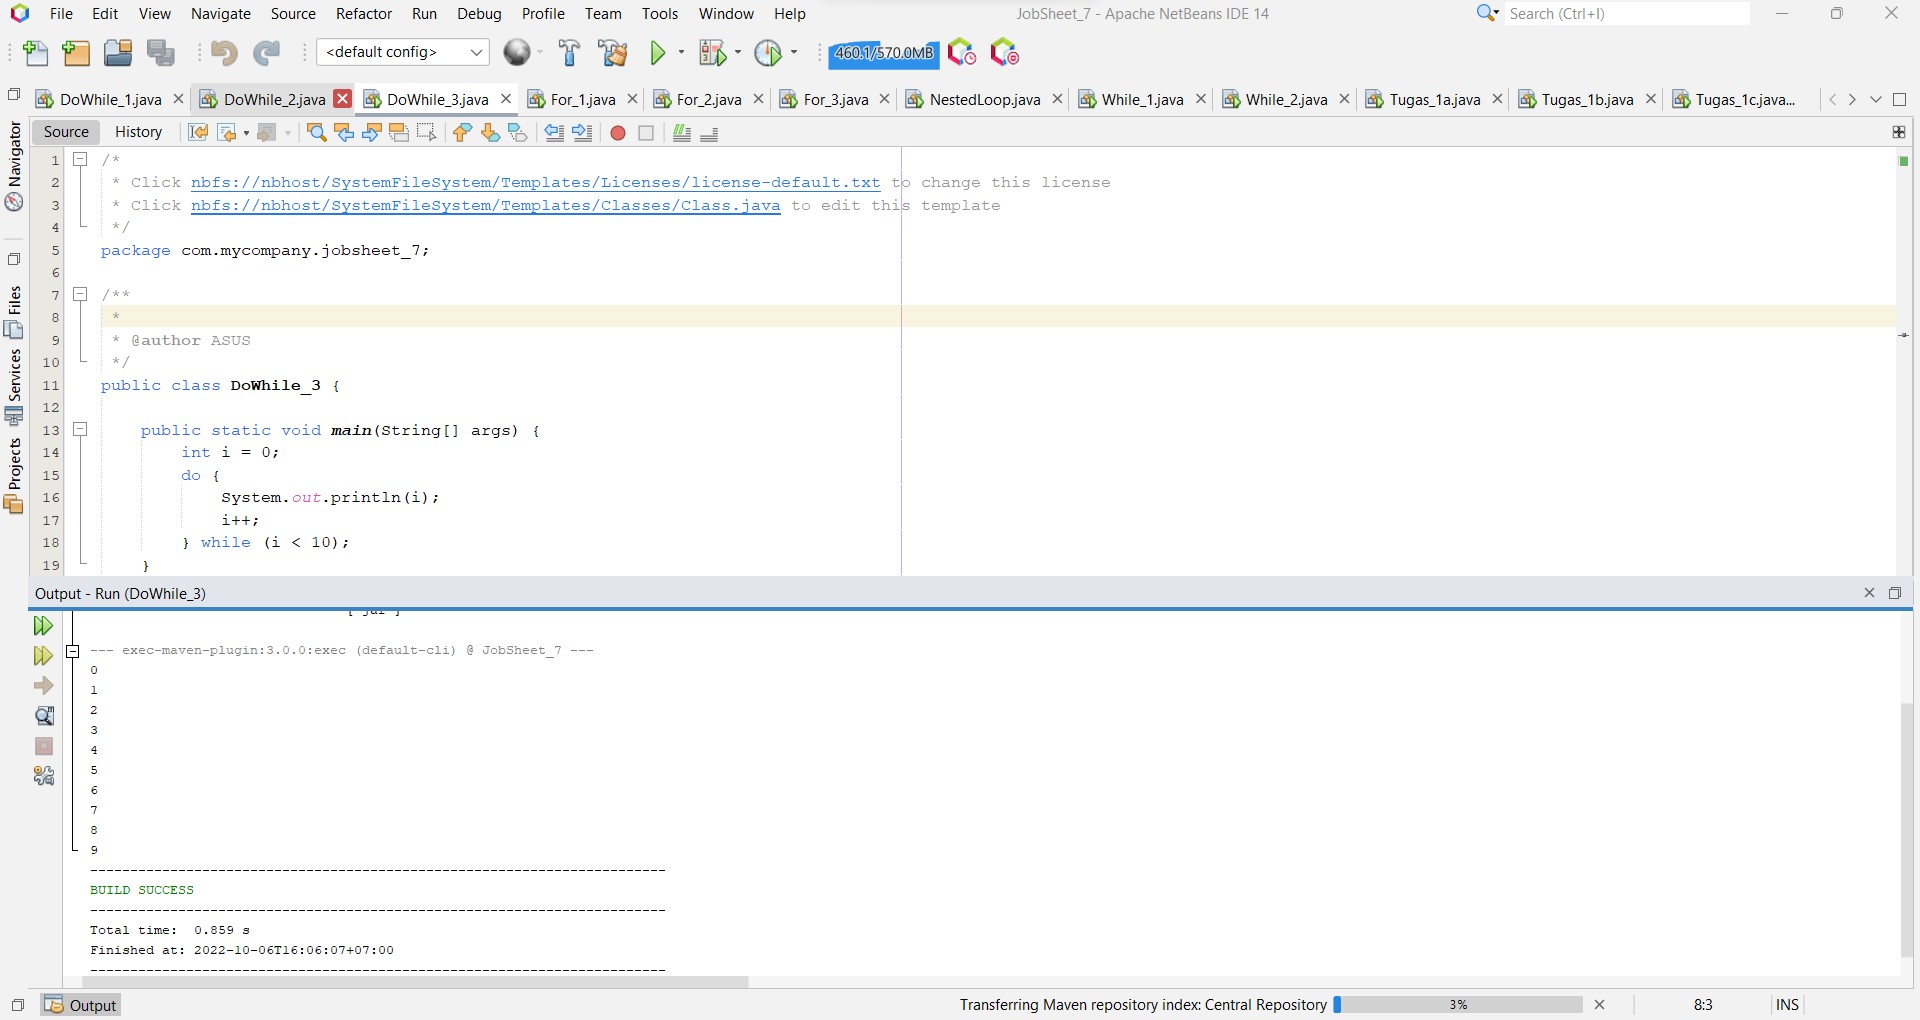 File Edit View Navigate Source Refactor Run Debug Profile Team Tools Window Help JobSheet_7 - Apache NetBeans IDE 14 Search (Ctrl+I)
<default config> 460.1/570.0MB
DoWhile_1.java DoWhile_2.java DoWhile_3.java For_1.java For_2.java For_3.java NestedLoop.java While_1.java While_2.java Tugas_1a.java Tugas_1b.java Tugas_1c.java...
Source History
Navigator
Files
Services
Projects
1 /*
2 * Click nbfs://nbhost/SystemFileSystem/Templates/Licenses/license-default.txt to change this license
3 * Click nbfs://nbhost/SystemFileSystem/Templates/Classes/Class.java to edit this template
4 */
5 package com.mycompany.jobsheet_7;
6
7 /**
8 *
9 * @author ASUS
10 */
11 public class DoWhile_3 {
12
13 public static void main(String[] args) {
14 int i = 0;
15 do {
16 System.out.println(i);
17 i++;
18 } while (i < 10);
19 }
Output - Run (DoWhile_3)
--- exec-maven-plugin:3.0.0:exec (default-cli) @ JobSheet_7 ---
0
1
2
3
4
5
6
7
8
9
------------------------------------------------------------------------
BUILD SUCCESS
------------------------------------------------------------------------
Total time: 0.859 s
Finished at: 2022-10-06T16:06:07+07:00
------------------------------------------------------------------------
Output Transferring Maven repository index: Central Repository 3% 8:3 INS